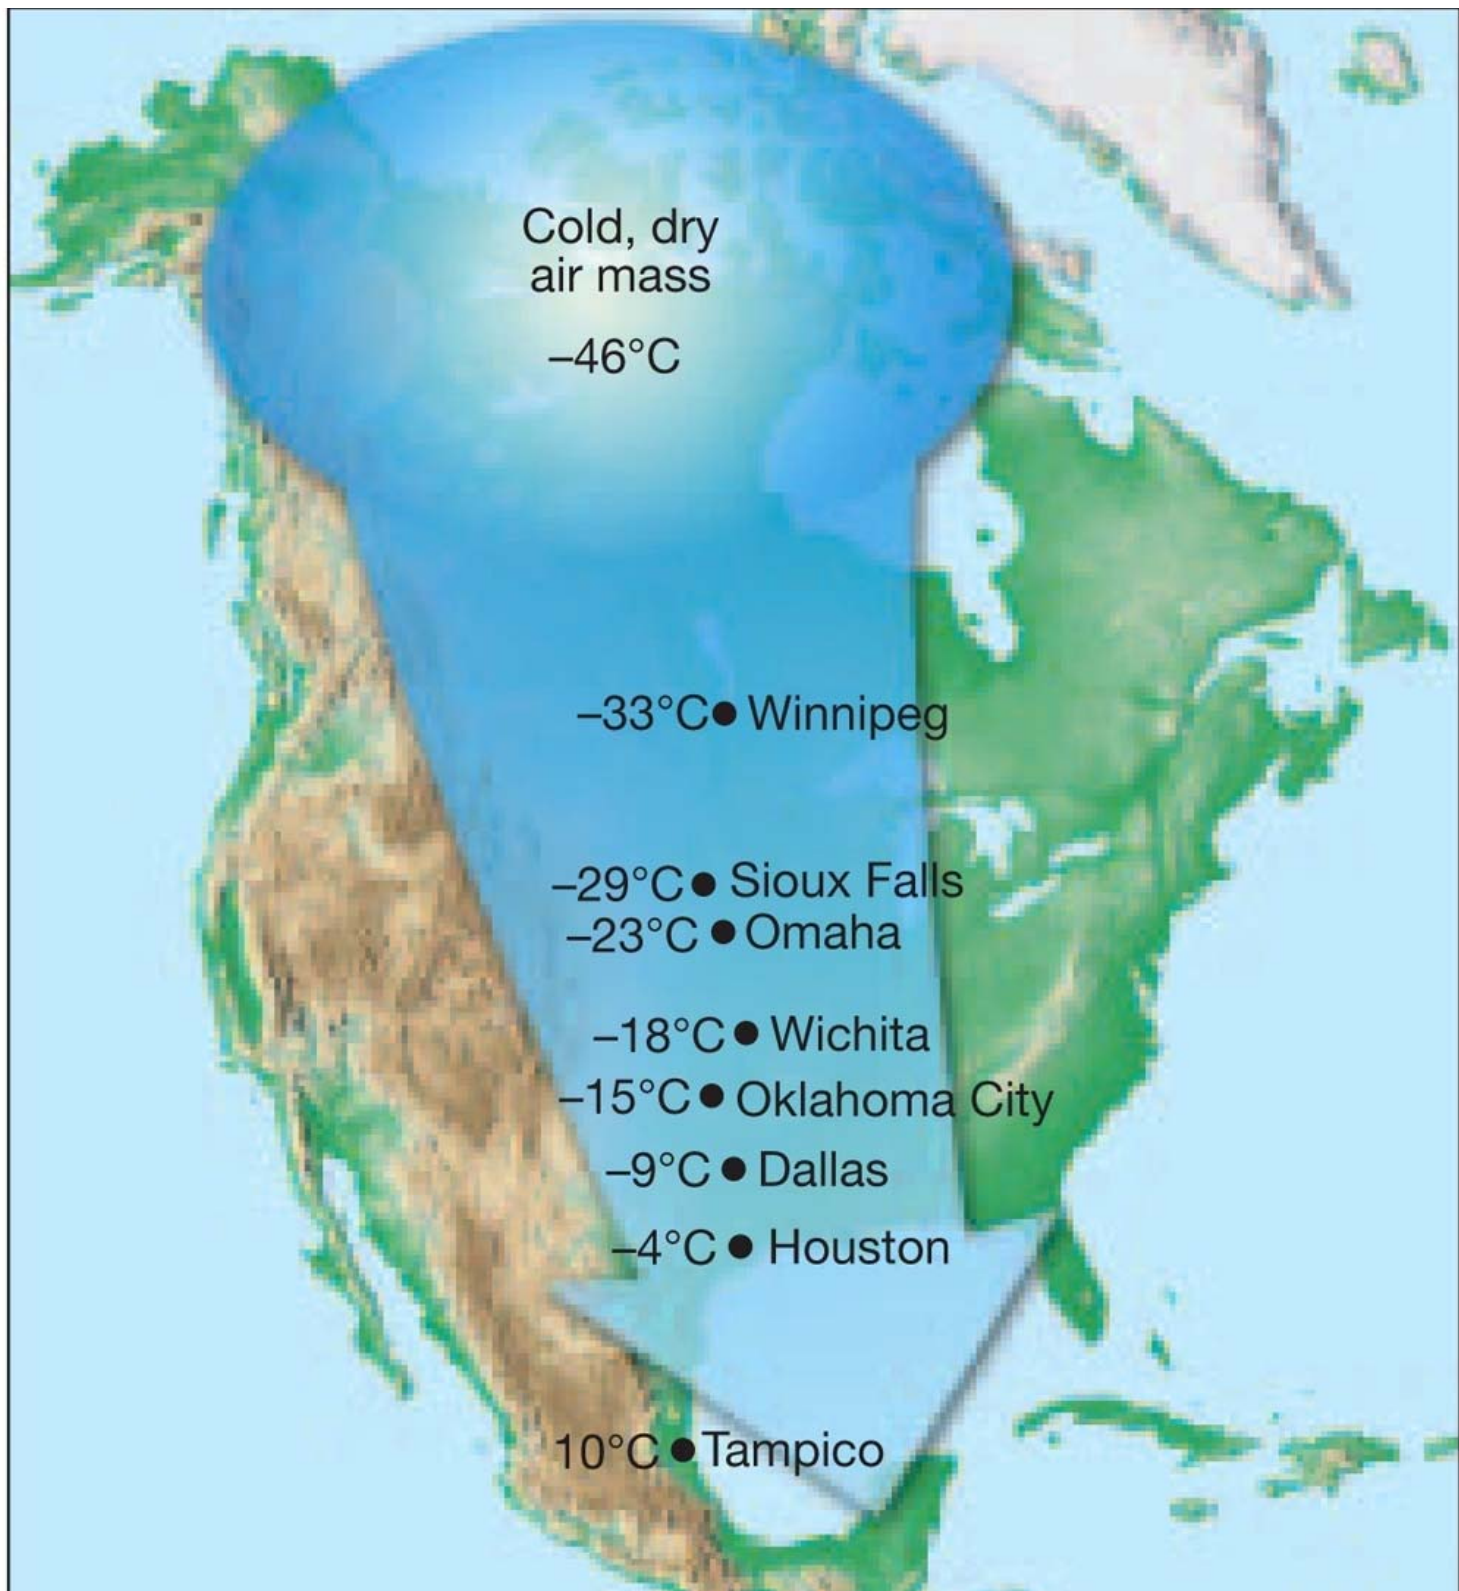 Cold, dry
air mass
–46°C
–33°C Winnipeg
–29°C Sioux Falls
–23°C Omaha
–18°C Wichita
–15°C Oklahoma City
–9°C Dallas
–4°C Houston
10°C Tampico